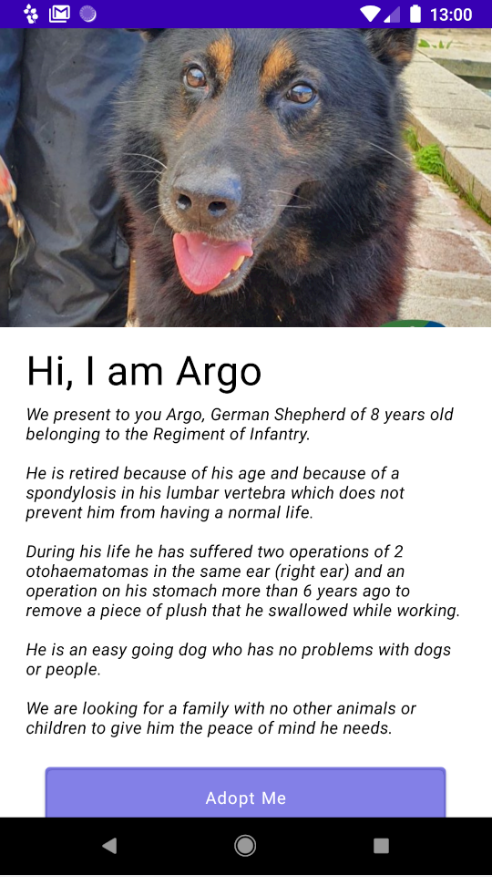 13:00
Hi, I am Argo
We present to you Argo, German Shepherd of 8 years old
belonging to the Regiment of Infantry.
He is retired because of his age and because of a
spondylosis in his lumbar vertebra which does not
prevent him from having a normal life.
During his life he has suffered two operations of 2
otohaematomas in the same ear (right ear) and an
operation on his stomach more than 6 years ago to
remove a piece of plush that he swallowed while working.
He is an easy going dog who has no problems with dogs
or people.
We are looking for a family with no other animals or
children to give him the peace of mind he needs.
Adopt Me